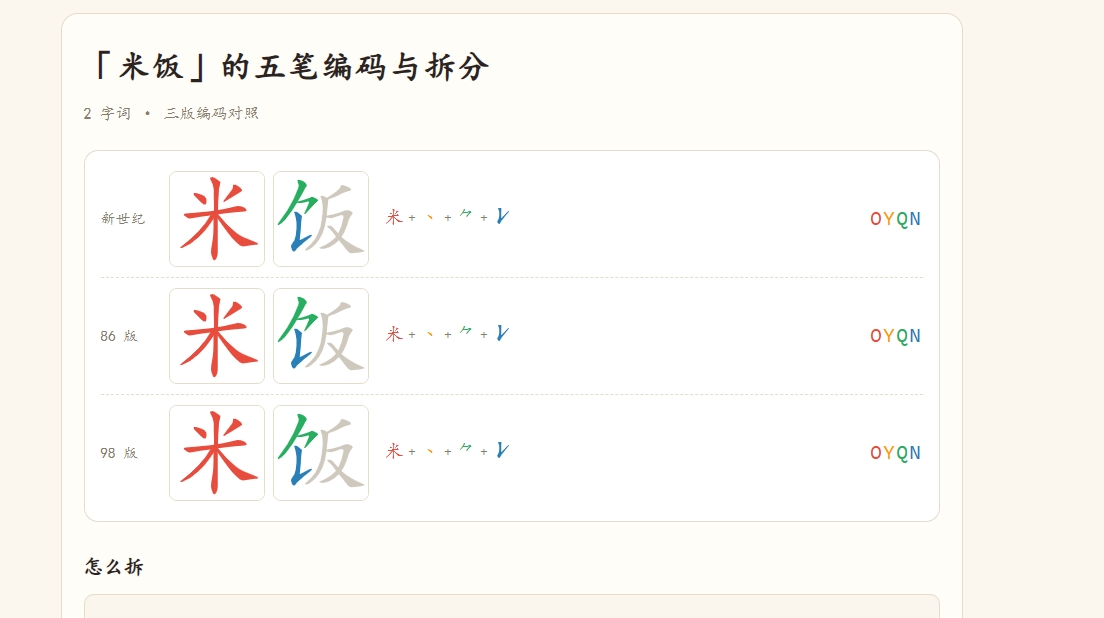 「米饭」的五笔编码与拆分
2 字词 • 三版编码对照
新世纪 米 饭 米 + 丶 + ⺈ + 𠄌 OYQN
86 版 米 饭 米 + 丶 + ⺈ + 𠄌 OYQN
98 版 米 饭 米 + 丶 + ⺈ + 𠄌 OYQN
怎么拆